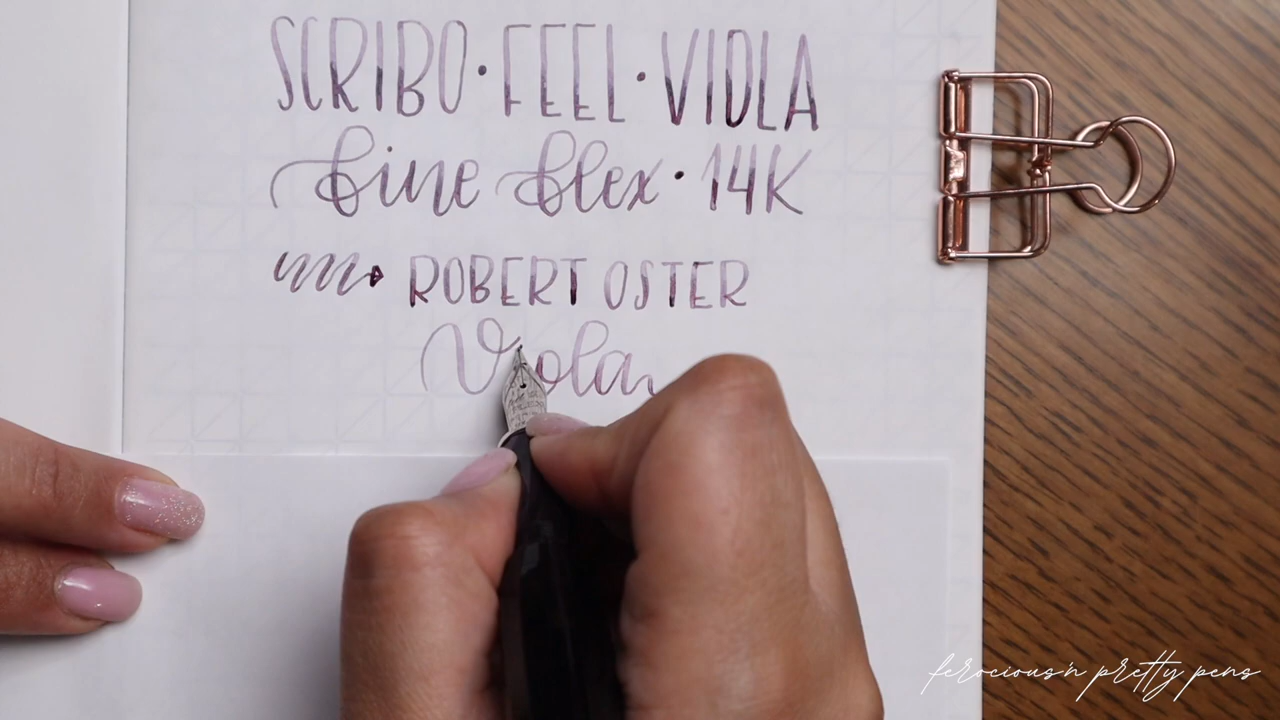 SCRIBO · FEEL · VIOLA
fine flex · 14K
ROBERT OSTER
Viola
ferocious'n pretty pens